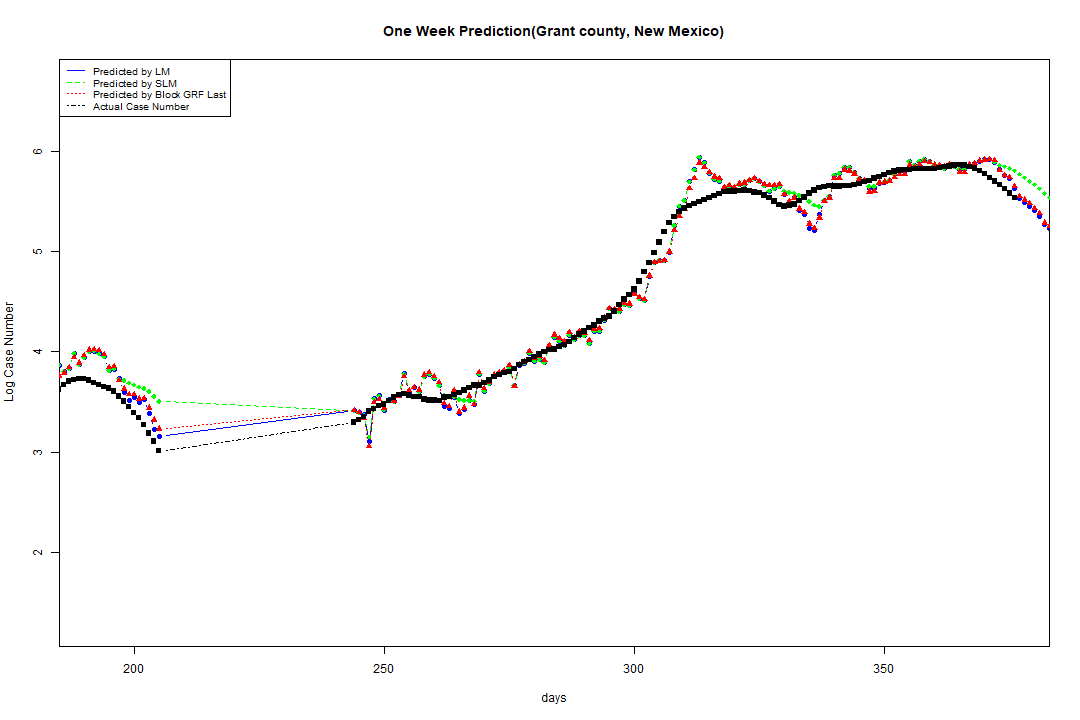 One Week Prediction(Grant county, New Mexico)
Predicted by LM
Predicted by SLM
Predicted by Block GRF Last
Actual Case Number
Log Case Number
6
5
4
3
2
200 250 300 350
days